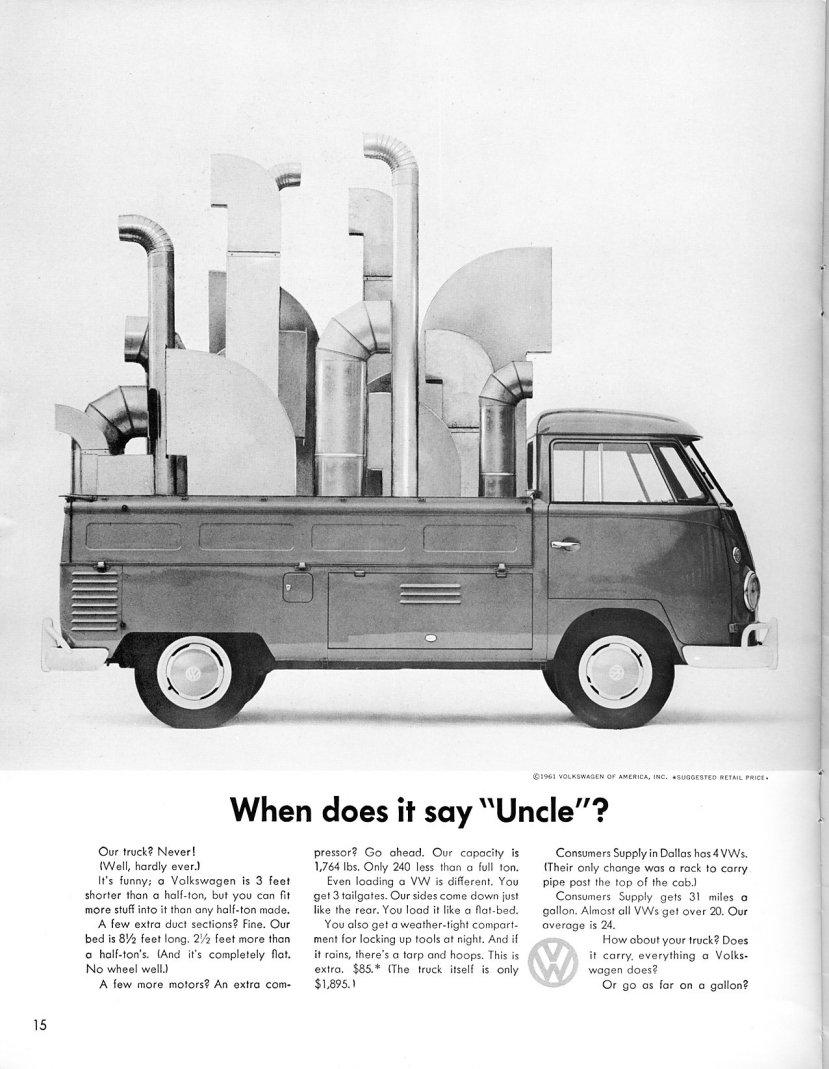 ©1961 VOLKSWAGEN OF AMERICA, INC. *SUGGESTED RETAIL PRICE.
When does it say "Uncle"?
Our truck? Never!
(Well, hardly ever.)
It's funny; a Volkswagen is 3 feet
shorter than a half-ton, but you can fit
more stuff into it than any half-ton made.
A few extra duct sections? Fine. Our
bed is 8½ feet long. 2½ feet more than
a half-ton's. (And it's completely flat.
No wheel well.)
A few more motors? An extra com-
pressor? Go ahead. Our capacity is
1,764 lbs. Only 240 less than a full ton.
Even loading a VW is different. You
get 3 tailgates. Our sides come down just
like the rear. You load it like a flat-bed.
You also get a weather-tight compart-
ment for locking up tools at night. And if
it rains, there's a tarp and hoops. This is
extra. $85.* (The truck itself is only
$1,895.)
Consumers Supply in Dallas has 4 VWs.
(Their only change was a rack to carry
pipe past the top of the cab.)
Consumers Supply gets 31 miles a
gallon. Almost all VWs get over 20. Our
average is 24.
How about your truck? Does
it carry everything a Volks-
wagen does?
Or go as far on a gallon?
VW
15